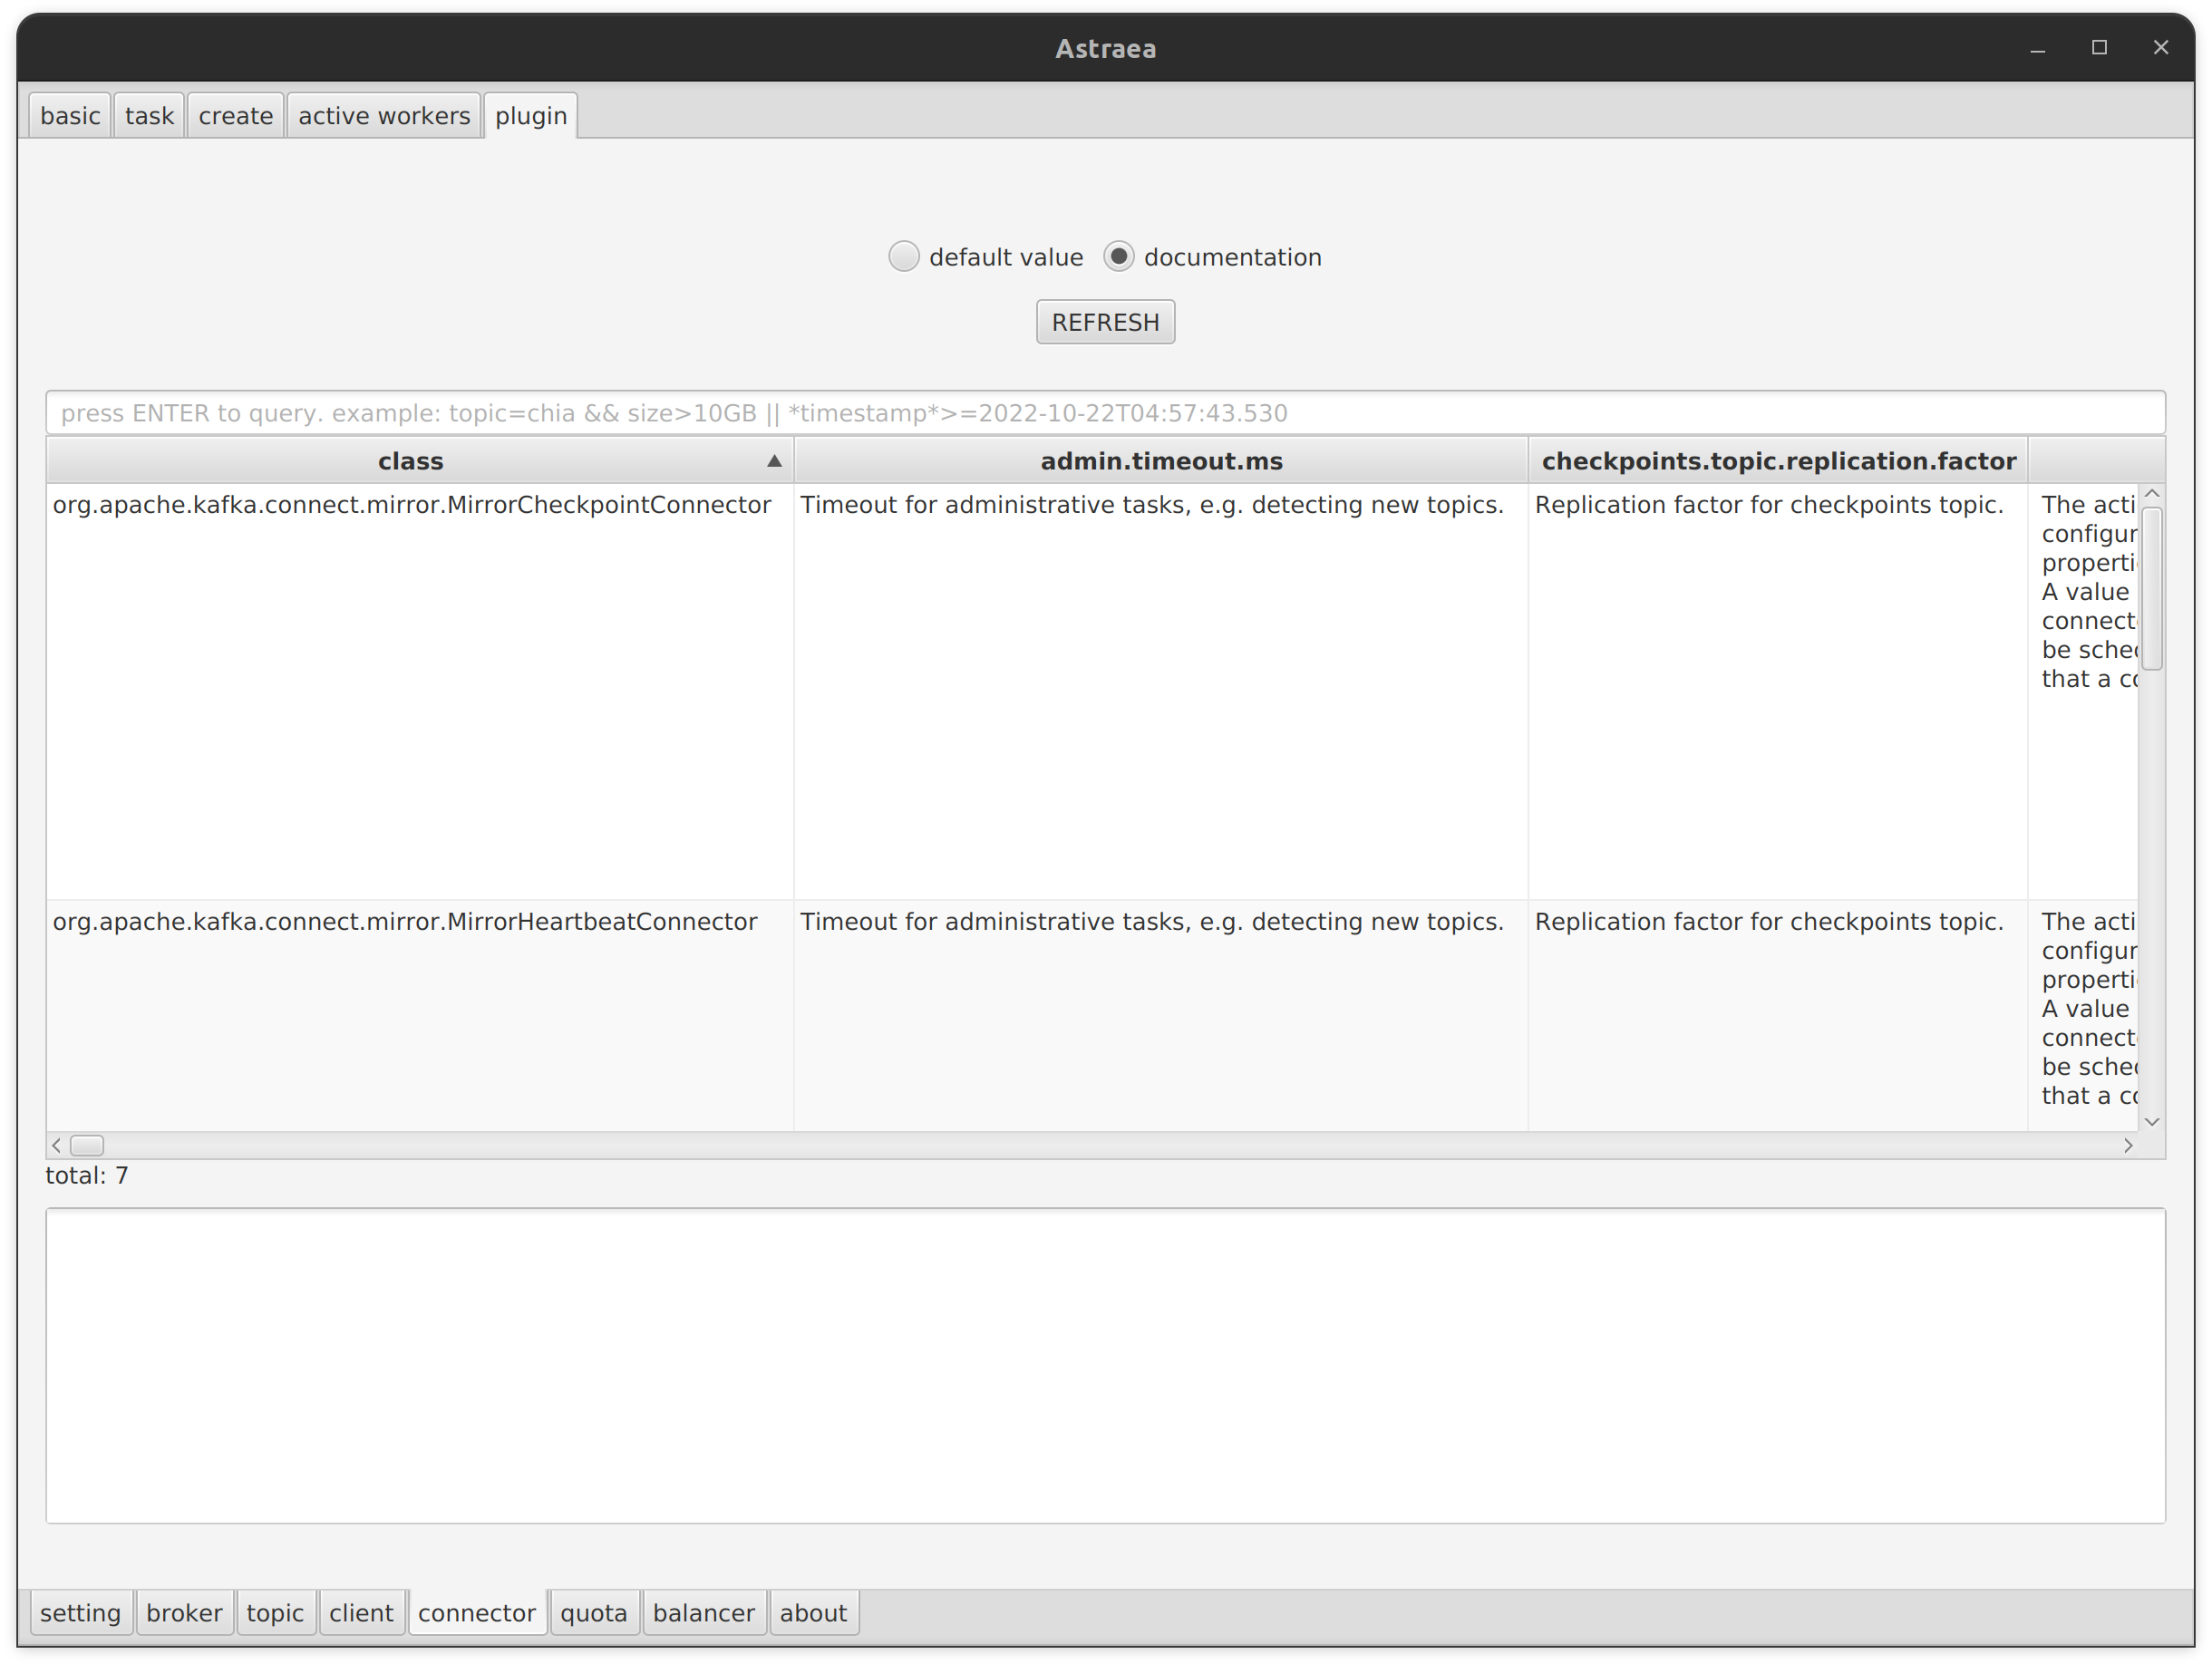 Astraea
basic task create active workers plugin
default value documentation
REFRESH
press ENTER to query. example: topic=chia && size>10GB || *timestamp*>=2022-10-22T04:57:43.530
class admin.timeout.ms checkpoints.topic.replication.factor
org.apache.kafka.connect.mirror.MirrorCheckpointConnector Timeout for administrative tasks, e.g. detecting new topics. Replication factor for checkpoints topic. The acti
configur
properti
A value
connect
be sched
that a co
org.apache.kafka.connect.mirror.MirrorHeartbeatConnector Timeout for administrative tasks, e.g. detecting new topics. Replication factor for checkpoints topic. The acti
configur
properti
A value
connect
be sched
that a co
total: 7
setting broker topic client connector quota balancer about